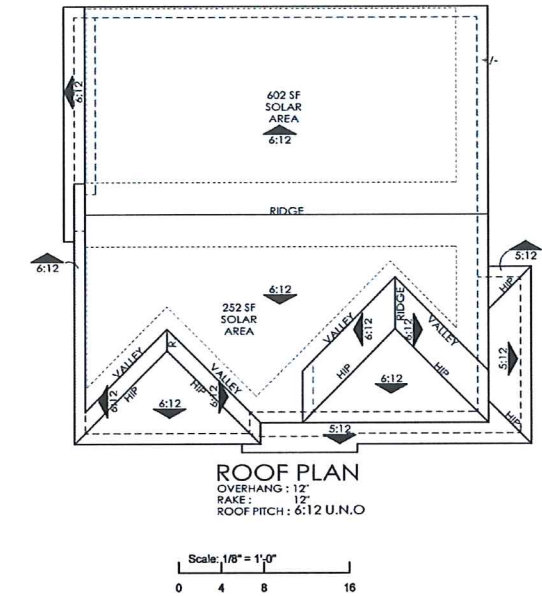 +/-
6:12
602 SF
SOLAR
AREA
6:12
RIDGE
6:12
5:12
6:12
252 SF
SOLAR
AREA
HIP
RIDGE
VALLEY
6:12
6:12
VALLEY
R.
VALLEY
VALLEY
HIP
HIP
5:12
6:12
HIP
HIP
6:12
6:12
6:12
HIP
5:12
ROOF PLAN
OVERHANG : 12"
RAKE : 12"
ROOF PITCH : 6:12 U.N.O
Scale: 1/8" = 1'-0"
0 4 8 16